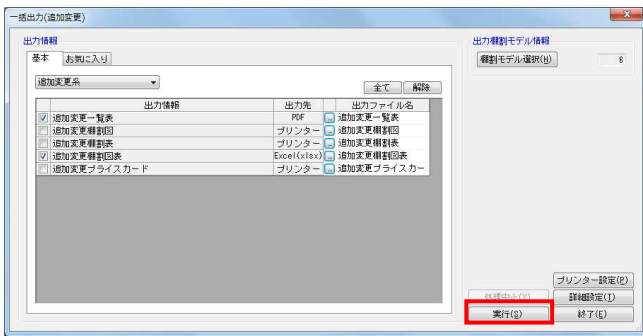 一括出力(追加変更)
出力情報
基本 お気に入り
追加変更系
全て 解除
出力情報 出力先 出力ファイル名
追加変更一覧表 PDF ... 追加変更一覧表
追加変更棚割図 プリンター ... 追加変更棚割図
追加変更棚割表 プリンター ... 追加変更棚割表
追加変更棚割図表 Excel(xlsx) ... 追加変更棚割図表
追加変更プライスカード プリンター ... 追加変更プライスカー
出力棚割モデル情報
棚割モデル選択(H) 6
プリンター設定(P)
処理中止(X) 詳細設定(I)
実行(S) 終了(E)